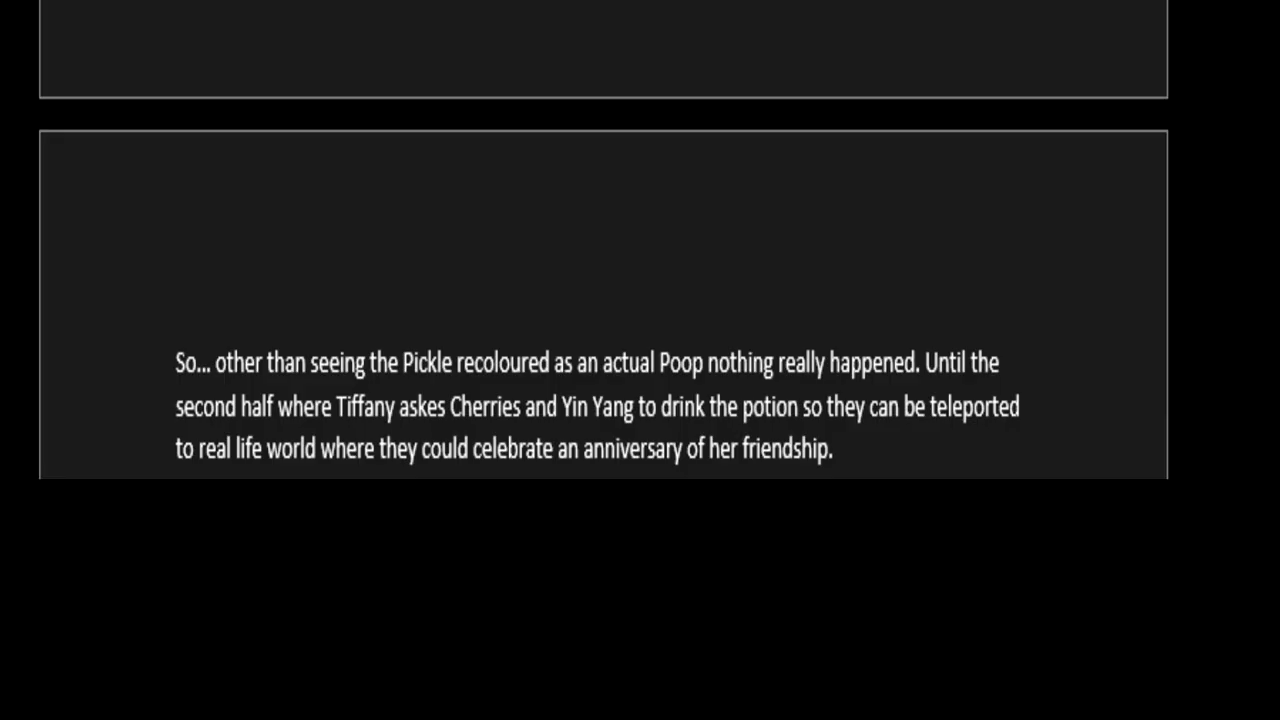 So... other than seeing the Pickle recoloured as an actual Poop nothing really happened. Until the
second half where Tiffany askes Cherries and Yin Yang to drink the potion so they can be teleported
to real life world where they could celebrate an anniversary of her friendship.